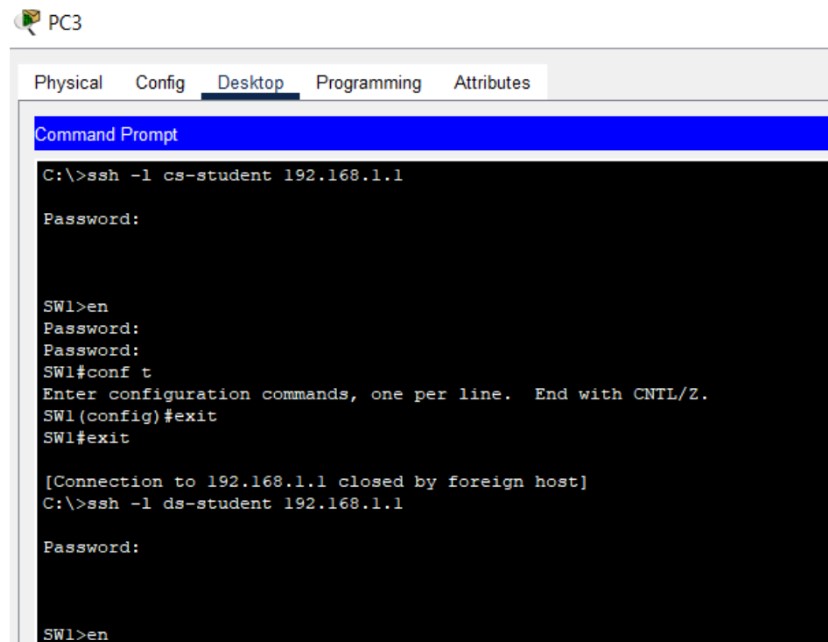 PC3
Physical Config Desktop Programming Attributes
Command Prompt
C:\>ssh -l cs-student 192.168.1.1
Password:
SW1>en
Password:
Password:
SW1#conf t
Enter configuration commands, one per line.  End with CNTL/Z.
SW1(config)#exit
SW1#exit
[Connection to 192.168.1.1 closed by foreign host]
C:\>ssh -l ds-student 192.168.1.1
Password:
SW1>en